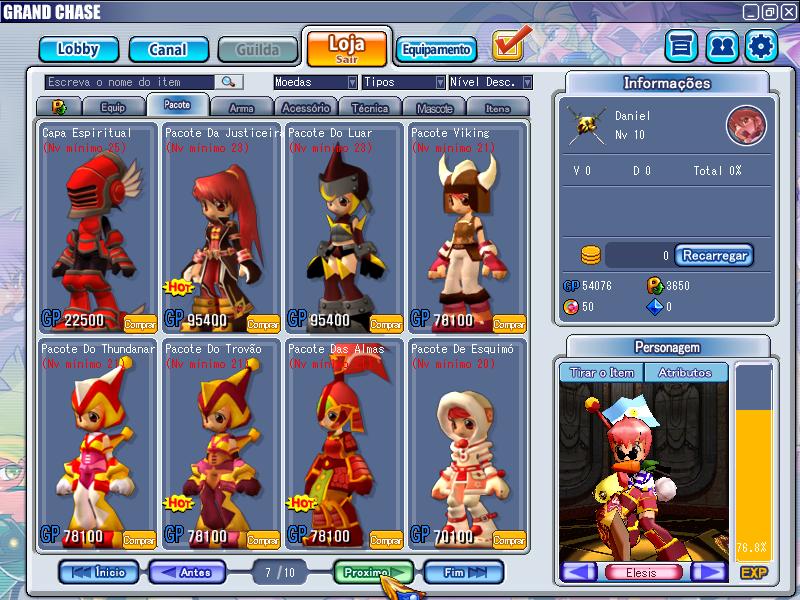 GRAND CHASE
Lobby
Canal
Guilda
Loja
Sair
Equipamento
Escreva o nome do item
Moedas
Tipos
Nível Desc.
Equip
Pacote
Arma
Acessório
Técnica
Mascote
Itens
Capa Espiritual
(Nv mínimo 25)
Pacote Da Justiceir
(Nv mínimo 23)
Pacote Do Luar
(Nv mínimo 23)
Pacote Viking
(Nv mínimo 21)
Hot
GP 22500
Comprar
GP 95400
Comprar
GP 95400
Comprar
GP 78100
Comprar
Pacote Do Thundanar
(Nv mínimo 21)
Pacote Do Trovão
(Nv mínimo 21)
Pacote Das Almas
(Nv mínimo
Pacote De Esquimó
(Nv mínimo 20)
Hot
Hot
GP 78100
Comprar
GP 78100
Comprar
GP 78100
Comprar
GP 70100
Comprar
Início
Antes
7 / 10
Proximo
Fim
Informações
Daniel
Nv 10
V 0
D 0
Total 0%
0
Recarregar
GP 54076
3650
50
0
Personagem
Tirar o Item
Atributos
76.8%
Elesis
EXP